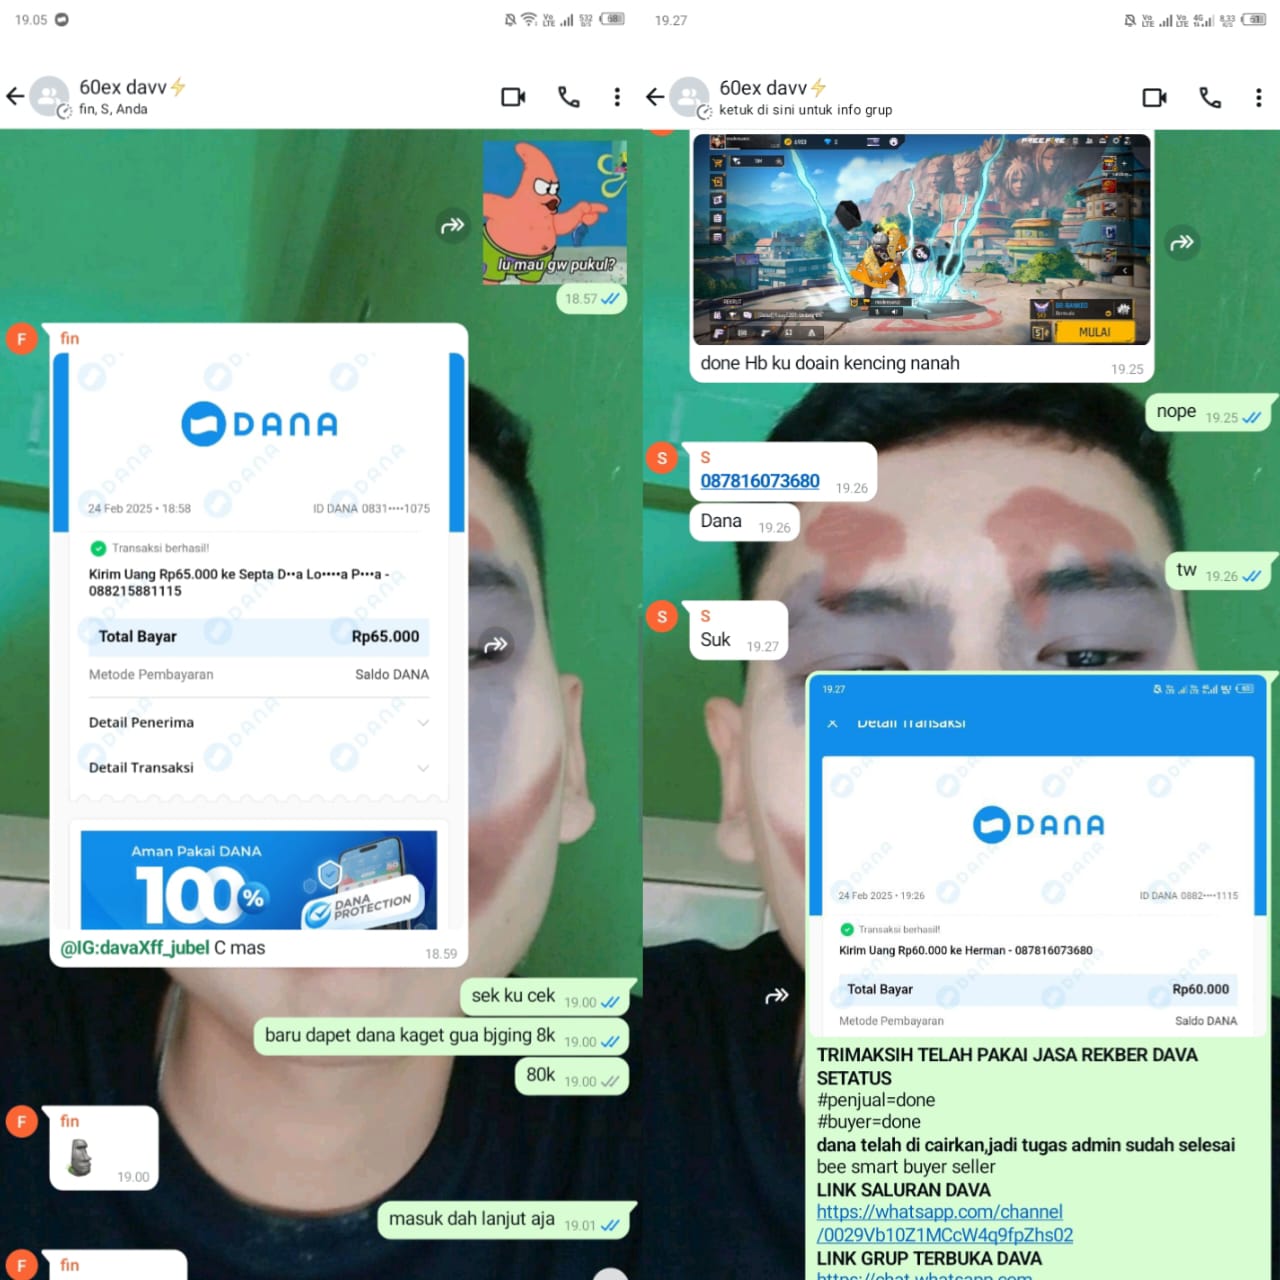 19.05
60ex davv⚡
fin, S, Anda
lu mau gw pukul?
18.57
F
fin
DANA
24 Feb 2025 • 18:58
ID DANA 0831••••1075
Transaksi berhasil!
Kirim Uang Rp65.000 ke Septa D••a Lo••••a P•••a -
088215881115
Total Bayar
Rp65.000
Metode Pembayaran
Saldo DANA
Detail Penerima
Detail Transaksi
Aman Pakai DANA
100%
DANA
PROTECTION
@IG:davaXff_jubel C mas
18.59
sek ku cek 19.00
baru dapet dana kaget gua bjging 8k 19.00
80k 19.00
F
fin
19.00
masuk dah lanjut aja 19.01
F
fin
19.27
60ex davv⚡
ketuk di sini untuk info grup
FREE FIRE
MULAI
done Hb ku doain kencing nanah
19.25
nope 19.25
S
S
087816073680 19.26
Dana 19.26
tw 19.26
S
S
Suk 19.27
19.27
Detail Transaksi
DANA
24 Feb 2025 • 19:26
ID DANA 0882••••1115
Transaksi berhasil!
Kirim Uang Rp60.000 ke Herman - 087816073680
Total Bayar
Rp60.000
Metode Pembayaran
Saldo DANA
TRIMAKSIH TELAH PAKAI JASA REKBER DAVA
SETATUS
#penjual=done
#buyer=done
dana telah di cairkan,jadi tugas admin sudah selesai
bee smart buyer seller
LINK SALURAN DAVA
https://whatsapp.com/channel
/0029Vb10Z1MCcW4q9fpZhs02
LINK GRUP TERBUKA DAVA
https://chat.whatsapp.com